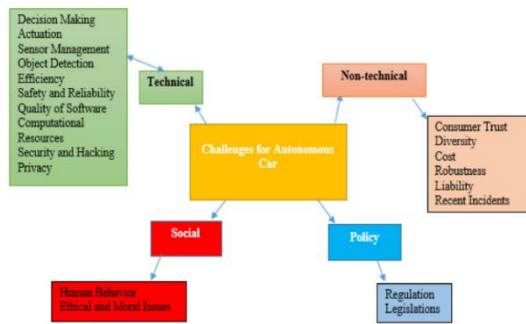 Decision Making
Actuation
Sensor Management
Object Detection
Efficiency
Safety and Reliability
Quality of Software
Computational
Resources
Security and Hacking
Privacy
Technical
Non-technical
Consumer Trust
Diversity
Cost
Robustness
Liability
Recent Incidents
Challenges for Autonomous
Car
Social
Policy
Human Behavior
Ethical and Moral Issues
Regulation
Legislations